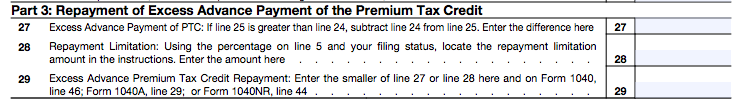 Part 3: Repayment of Excess Advance Payment of the Premium Tax Credit
27 Excess Advance Payment of PTC: If line 25 is greater than line 24, subtract line 24 from line 25. Enter the difference here 27
28 Repayment Limitation: Using the percentage on line 5 and your filing status, locate the repayment limitation
amount in the instructions. Enter the amount here . . . . . . . . . . . . . . . . . 28
29 Excess Advance Premium Tax Credit Repayment: Enter the smaller of line 27 or line 28 here and on Form 1040,
line 46; Form 1040A, line 29; or Form 1040NR, line 44 . . . . . . . . . . . . . . . . 29